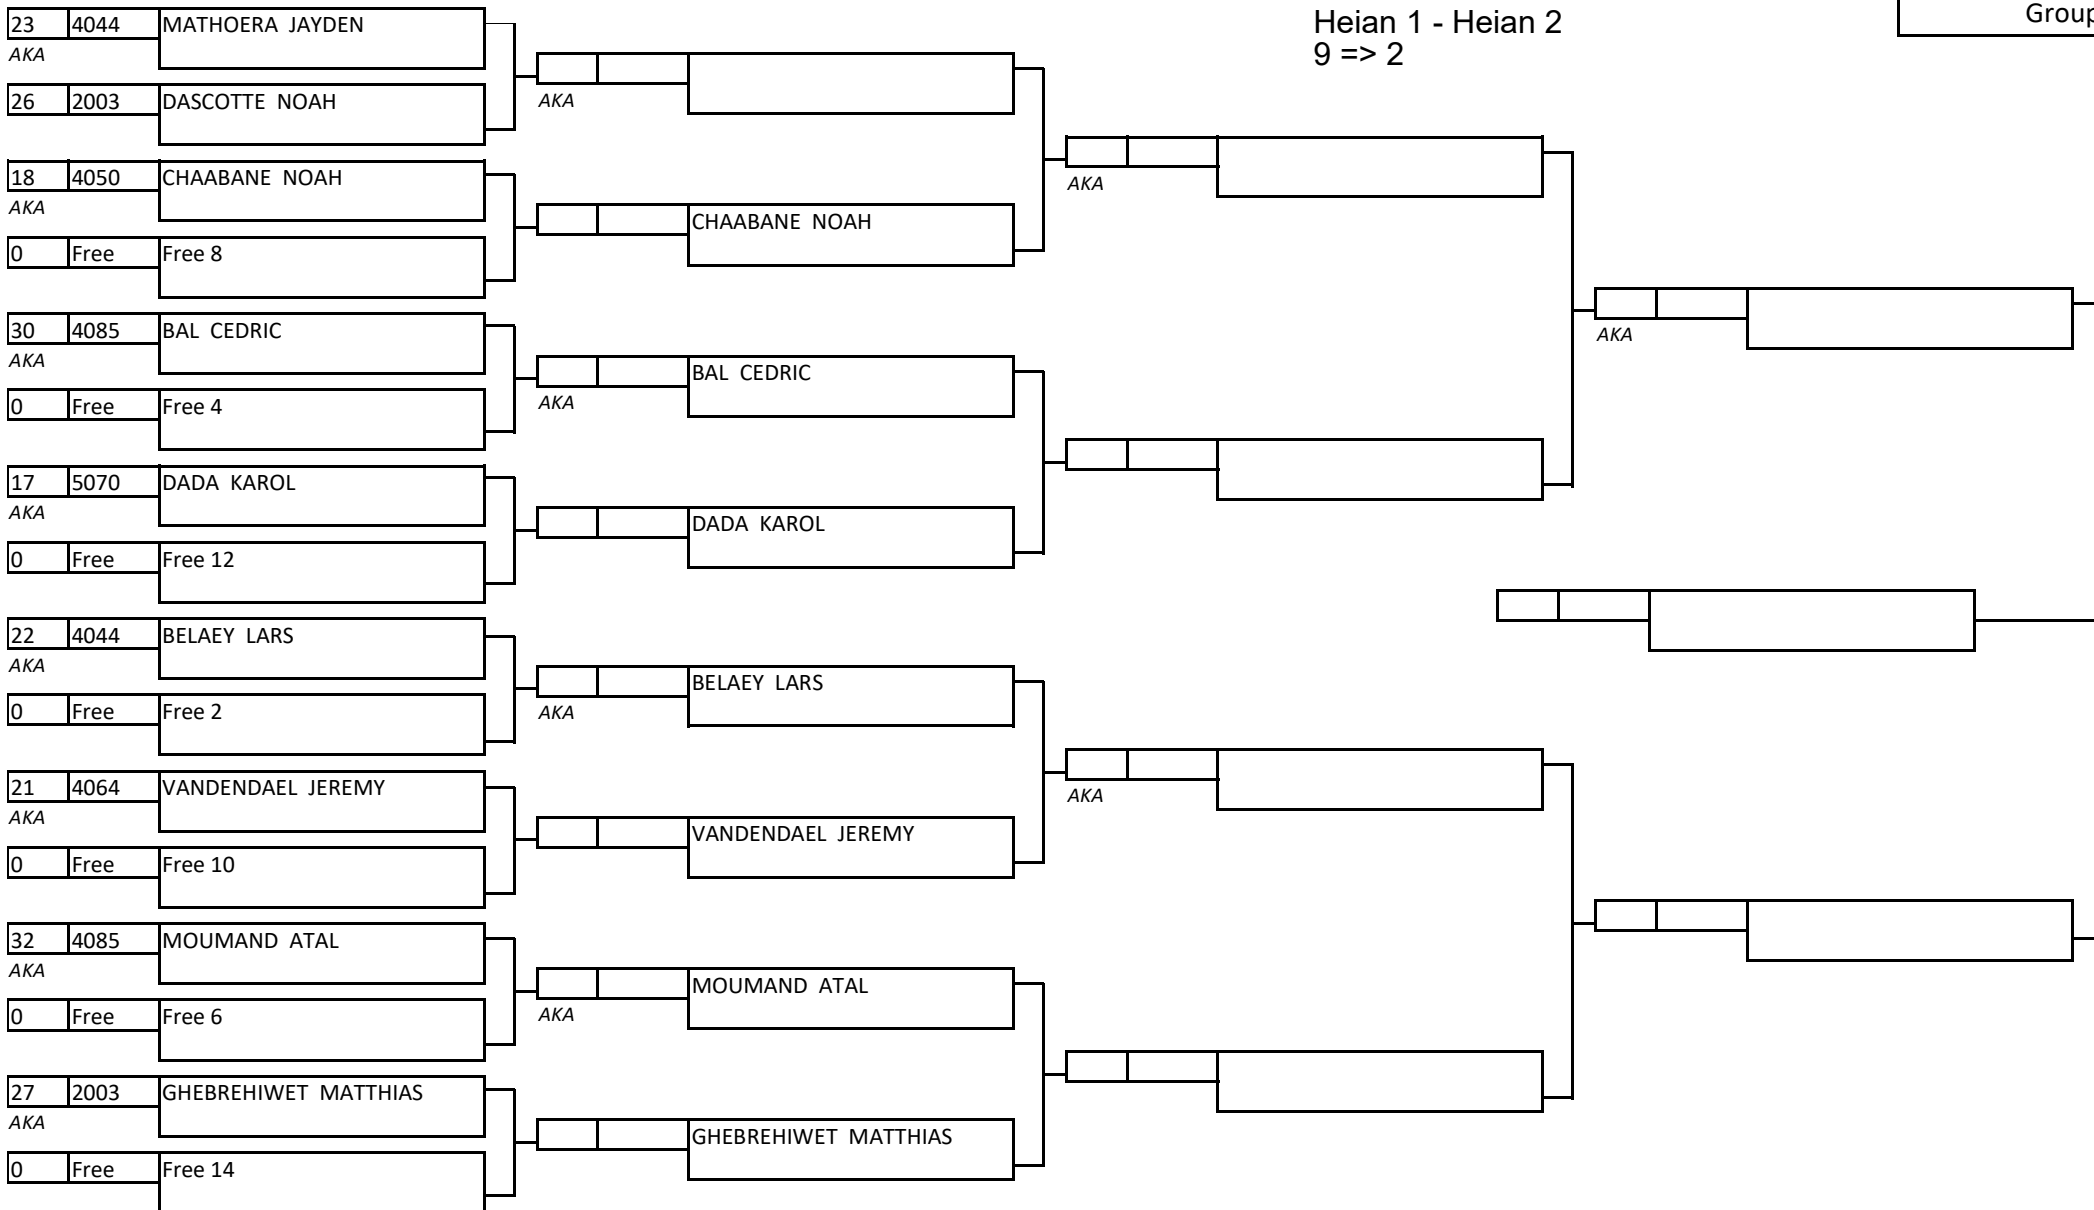 Heian 1 - Heian 2
9 => 2
Group
23 4044 MATHOERA JAYDEN
AKA
26 2003 DASCOTTE NOAH
18 4050 CHAABANE NOAH
AKA
0 Free Free 8
30 4085 BAL CEDRIC
AKA
0 Free Free 4
17 5070 DADA KAROL
AKA
0 Free Free 12
22 4044 BELAEY LARS
AKA
0 Free Free 2
21 4064 VANDENDAEL JEREMY
AKA
0 Free Free 10
32 4085 MOUMAND ATAL
AKA
0 Free Free 6
27 2003 GHEBREHIWET MATTHIAS
AKA
0 Free Free 14
AKA
CHAABANE NOAH
BAL CEDRIC
AKA
DADA KAROL
BELAEY LARS
AKA
VANDENDAEL JEREMY
MOUMAND ATAL
AKA
GHEBREHIWET MATTHIAS
AKA
AKA
AKA